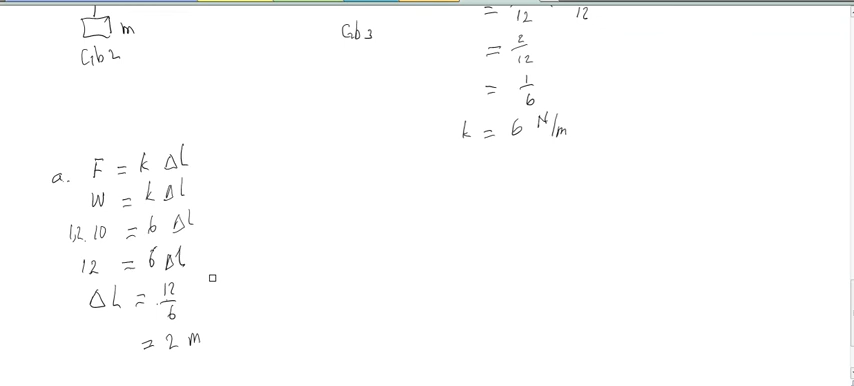 m
Gb 2
Gb 3
= 12 12
= 2/12
= 1/6
k = 6 N/m
a. F = k ΔL
W = k ΔL
1,2. 10 = 6 ΔL
12 = 6 ΔL
ΔL = 12/6
= 2 m